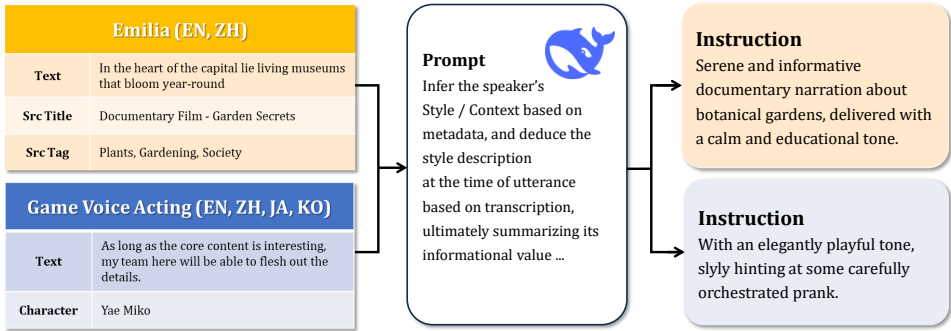 Emilia (EN, ZH)
Text
In the heart of the capital lie living museums
that bloom year-round
Src Title
Documentary Film - Garden Secrets
Src Tag
Plants, Gardening, Society
Game Voice Acting (EN, ZH, JA, KO)
Text
As long as the core content is interesting,
my team here will be able to flesh out the
details.
Character
Yae Miko
Prompt
Infer the speaker's
Style / Context based on
metadata, and deduce the
style description
at the time of utterance
based on transcription,
ultimately summarizing its
informational value ...
Instruction
Serene and informative
documentary narration about
botanical gardens, delivered with
a calm and educational tone.
Instruction
With an elegantly playful tone,
slyly hinting at some carefully
orchestrated prank.